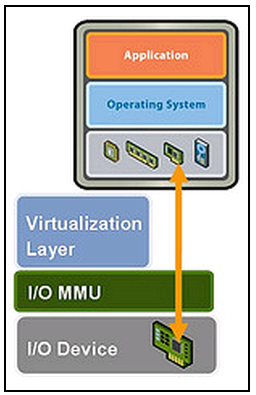 Application
Operating System
Virtualization
Layer
I/O MMU
I/O Device